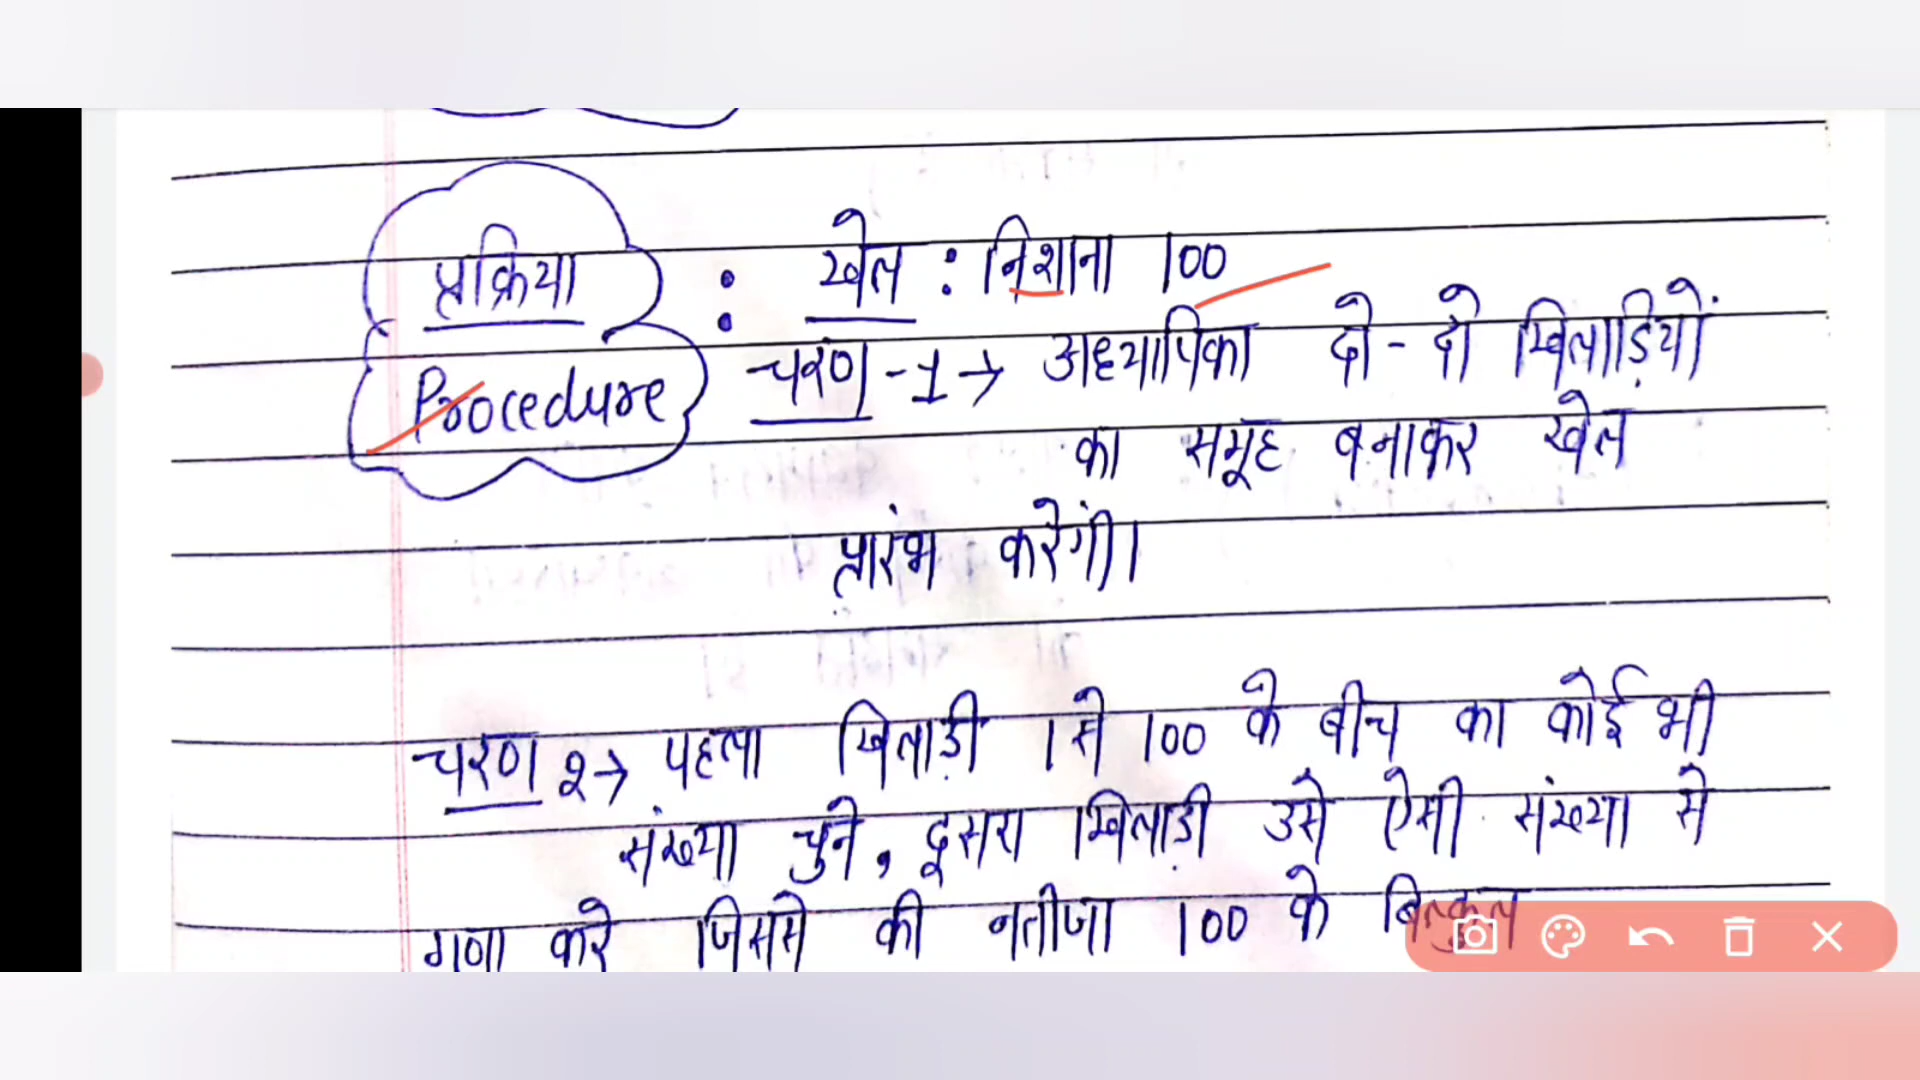 प्रक्रिया : खेल : निशाना 100
Procedure चरण -1 → अध्यापिका दो - दो खिलाड़ियों
का समूह बनाकर खेल
प्रारंभ करेगीं।
चरण 2 → पहला खिलाड़ी 1 से 100 के बीच का कोई भी
संख्या चुने, दूसरा खिलाड़ी उसे ऐसी संख्या से
गुणा करे जिससे की नतीजा 100 के बिल्कुल